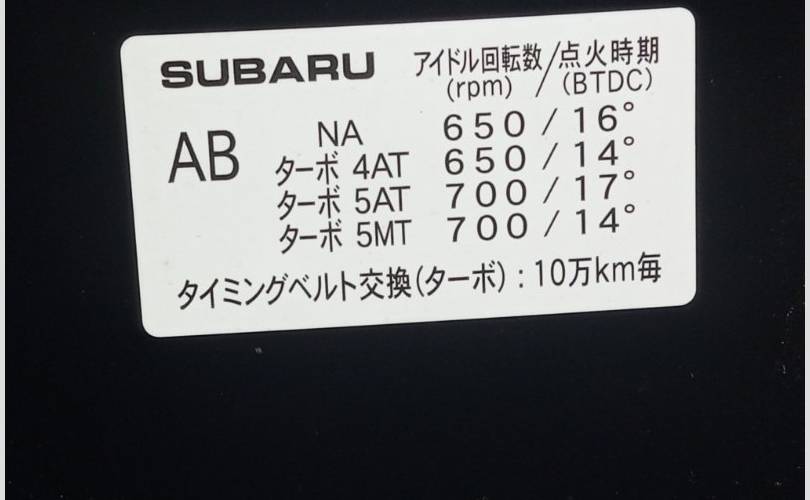 SUBARU アイドル回転数/点火時期
(rpm) (BTDC)
AB
NA 650/16°
ターボ 4AT 650/14°
ターボ 5AT 700/17°
ターボ 5MT 700/14°
タイミングベルト交換(ターボ):10万km毎